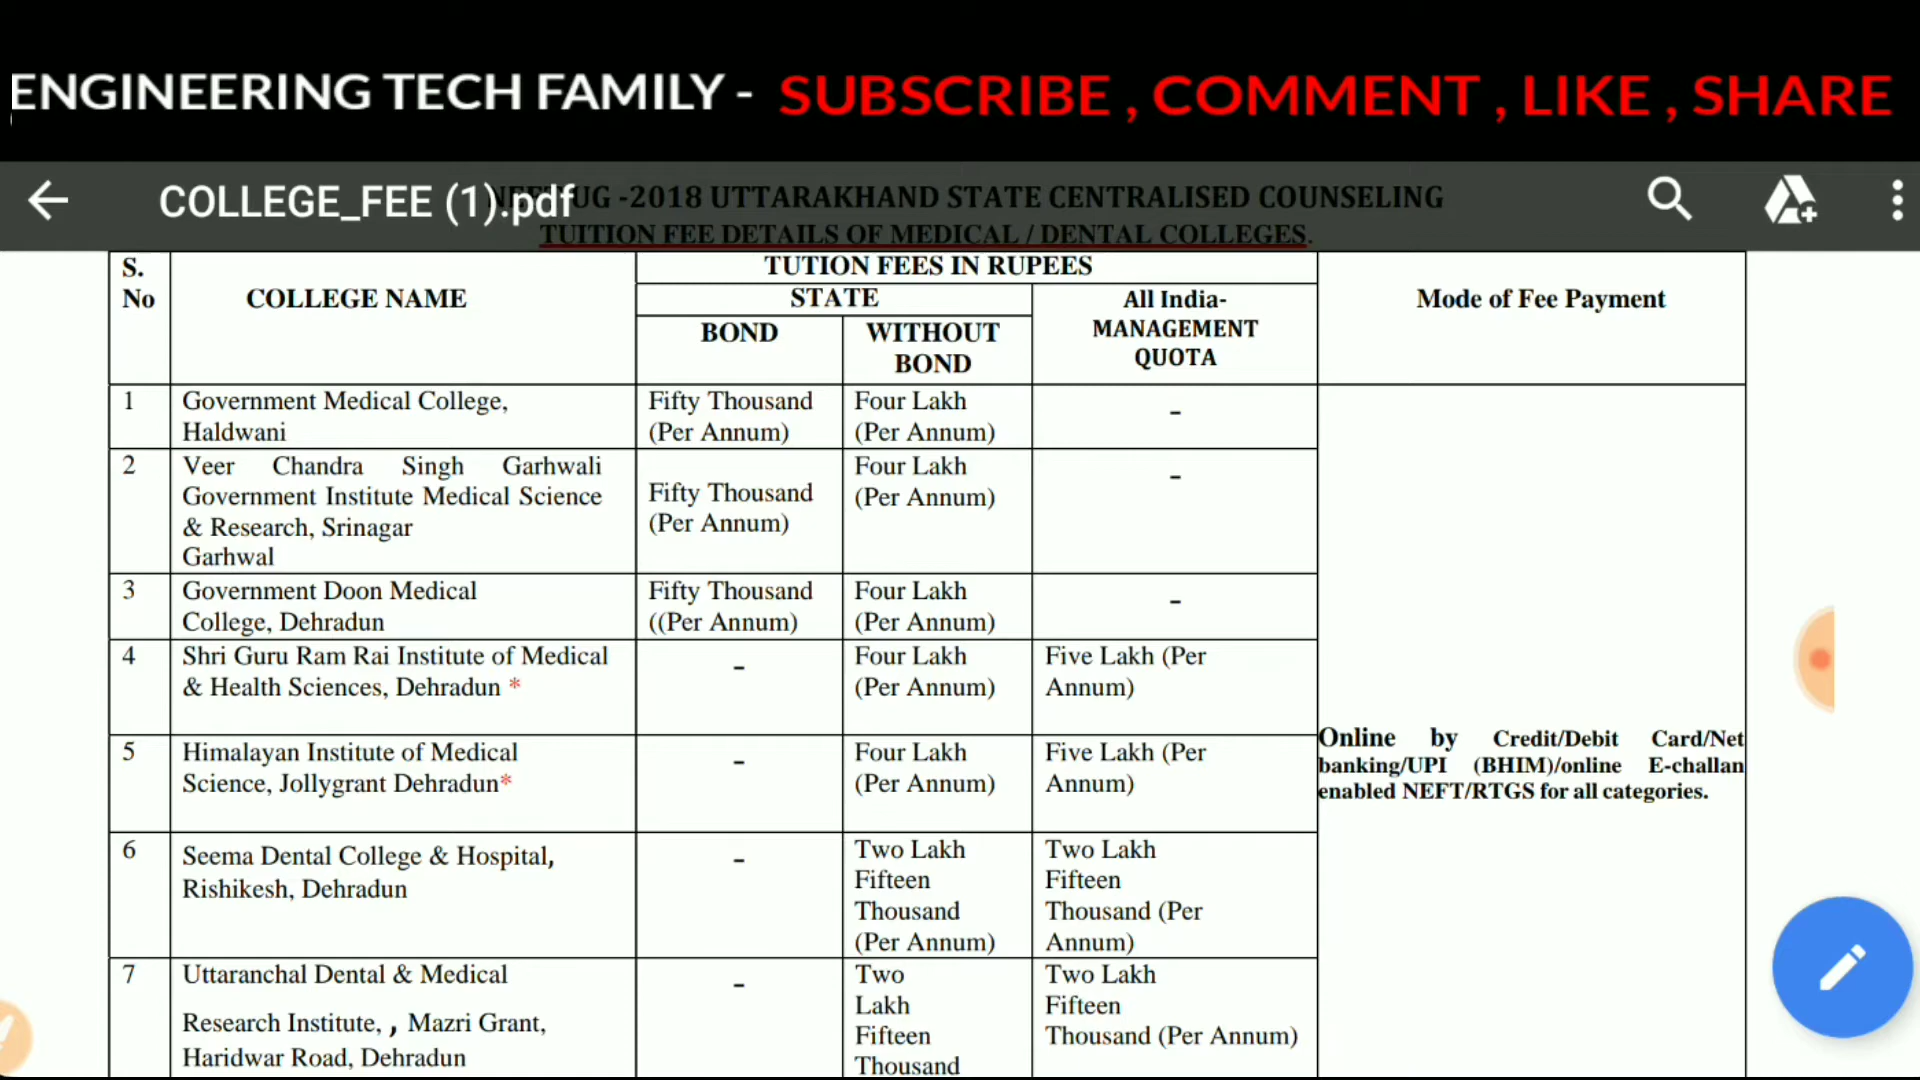 ENGINEERING TECH FAMILY - SUBSCRIBE , COMMENT , LIKE , SHARE
COLLEGE_FEE (1).pdf
UG -2018 UTTARAKHAND STATE CENTRALISED COUNSELING
TUITION FEE DETAILS OF MEDICAL / DENTAL COLLEGES.
S.
No
COLLEGE NAME
TUTION FEES IN RUPEES
STATE
BOND
WITHOUT
BOND
All India-
MANAGEMENT
QUOTA
Mode of Fee Payment
1
Government Medical College,
Haldwani
Fifty Thousand
(Per Annum)
Four Lakh
(Per Annum)
-
2
Veer Chandra Singh Garhwali
Government Institute Medical Science
& Research, Srinagar
Garhwal
Fifty Thousand
(Per Annum)
Four Lakh
(Per Annum)
-
3
Government Doon Medical
College, Dehradun
Fifty Thousand
((Per Annum)
Four Lakh
(Per Annum)
-
4
Shri Guru Ram Rai Institute of Medical
& Health Sciences, Dehradun *
-
Four Lakh
(Per Annum)
Five Lakh (Per
Annum)
5
Himalayan Institute of Medical
Science, Jollygrant Dehradun*
-
Four Lakh
(Per Annum)
Five Lakh (Per
Annum)
Online by Credit/Debit Card/Net
banking/UPI (BHIM)/online E-challan
enabled NEFT/RTGS for all categories.
6
Seema Dental College & Hospital,
Rishikesh, Dehradun
-
Two Lakh
Fifteen
Thousand
(Per Annum)
Two Lakh
Fifteen
Thousand (Per
Annum)
7
Uttaranchal Dental & Medical
Research Institute, , Mazri Grant,
Haridwar Road, Dehradun
-
Two
Lakh
Fifteen
Thousand
Two Lakh
Fifteen
Thousand (Per Annum)